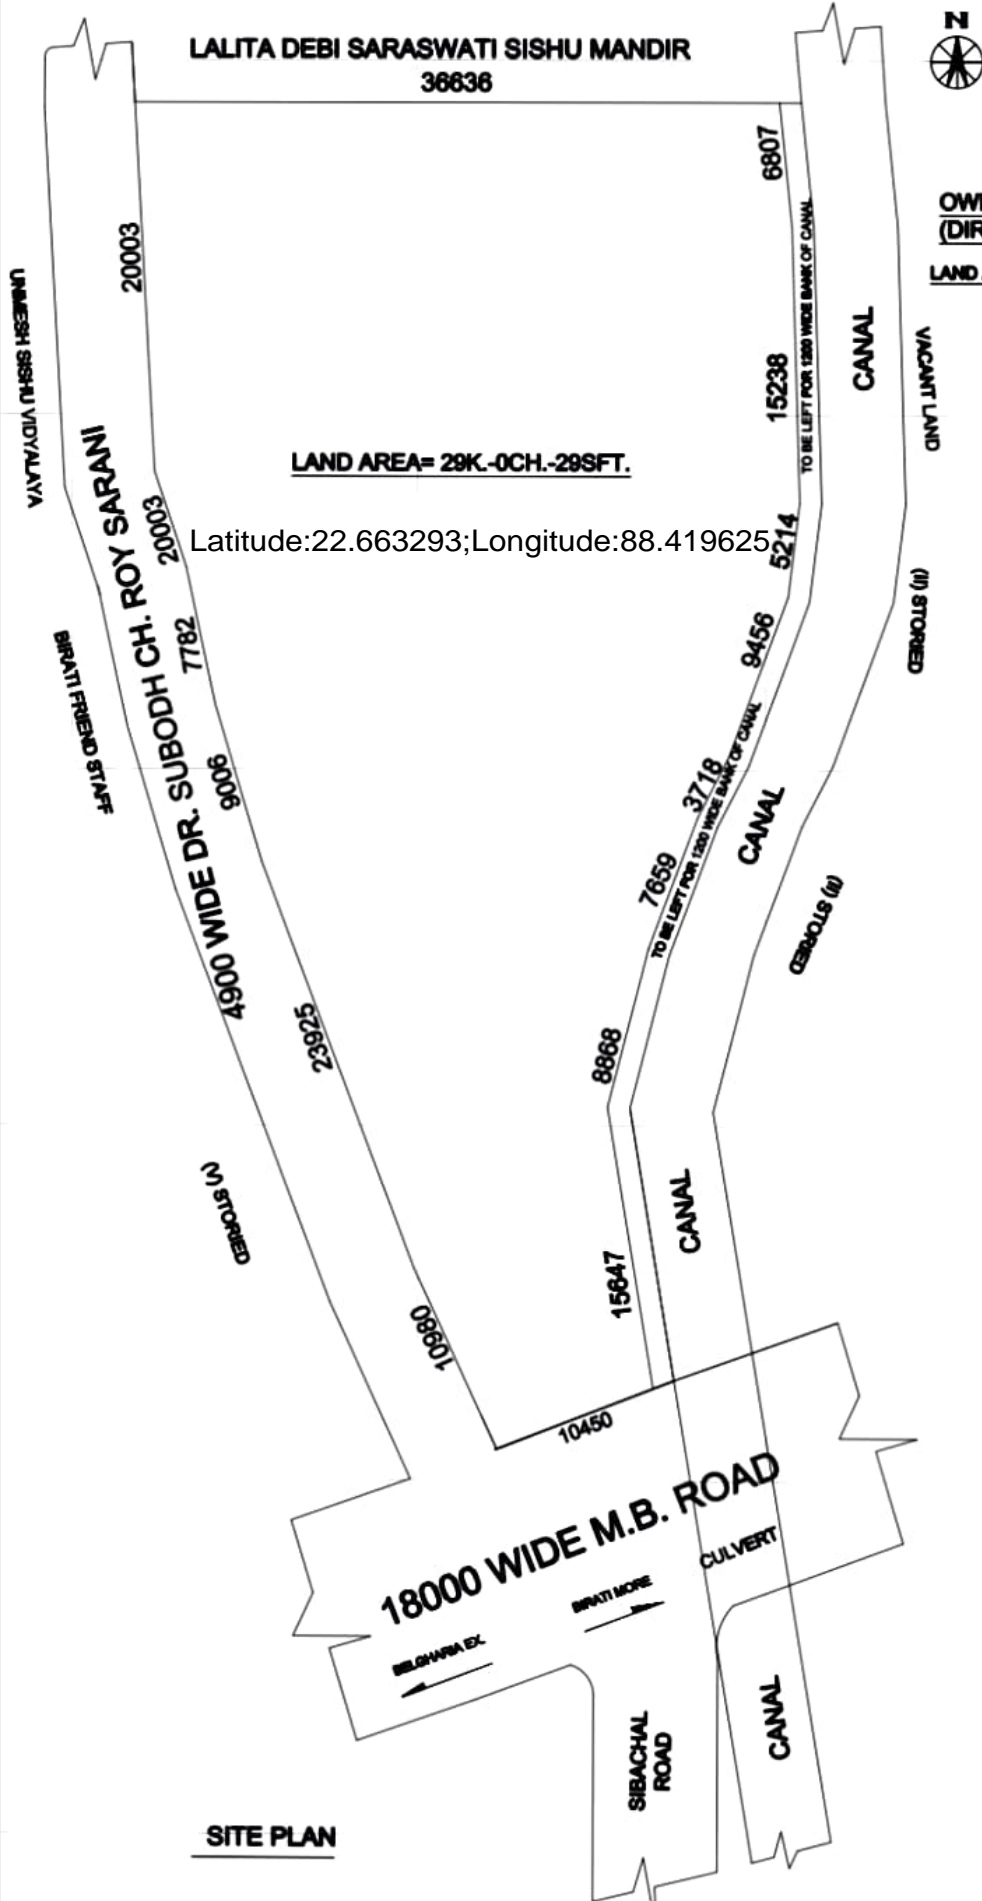 LALITA DEBI SARASWATI SISHU MANDIR
36636
N
6807
OWI
(DIR
LAND
20003
TO BE LEFT FOR 1200 WIDE BANK OF CANAL
UNMESH SISHU VIDYALAYA
CANAL
VACANT LAND
15238
LAND AREA= 29K.-0CH.-29SFT.
20003
Latitude:22.663293;Longitude:88.419625
5214
4900 WIDE DR. SUBODH CH. ROY SARANI
7782
9456
(II) STORIED
BIRATI FRIEND STAFF
9006
3718
TO BE LEFT FOR 1200 WIDE BANK OF CANAL
CANAL
7659
(II) STORIED
23925
8868
(V) STORIED
CANAL
15647
10980
10450
18000 WIDE M.B. ROAD
CULVERT
BIRATI MORE
BELGHARIA EX.
SIBACHAL
ROAD
CANAL
SITE PLAN